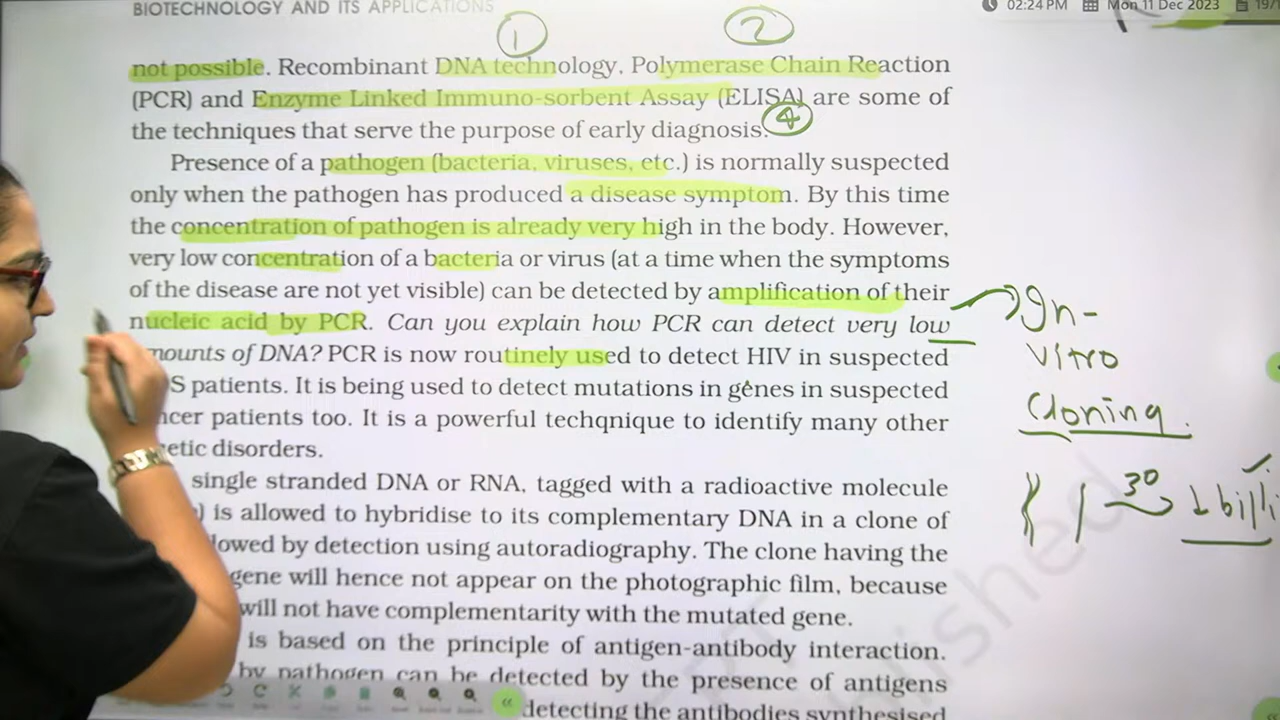 BIOTECHNOLOGY AND ITS APPLICATIONS
02:24 PM Mon 11 Dec 2023
1 2
not possible. Recombinant DNA technology, Polymerase Chain Reaction
(PCR) and Enzyme Linked Immuno-sorbent Assay (ELISA) are some of
the techniques that serve the purpose of early diagnosis.
4
Presence of a pathogen (bacteria, viruses, etc.) is normally suspected
only when the pathogen has produced a disease symptom. By this time
the concentration of pathogen is already very high in the body. However,
very low concentration of a bacteria or virus (at a time when the symptoms
of the disease are not yet visible) can be detected by amplification of their
nucleic acid by PCR. Can you explain how PCR can detect very low
mounts of DNA? PCR is now routinely used to detect HIV in suspected
S patients. It is being used to detect mutations in genes in suspected
ncer patients too. It is a powerful techqnique to identify many other
etic disorders.
single stranded DNA or RNA, tagged with a radioactive molecule
) is allowed to hybridise to its complementary DNA in a clone of
lowed by detection using autoradiography. The clone having the
gene will hence not appear on the photographic film, because
will not have complementarity with the mutated gene.
is based on the principle of antigen-antibody interaction.
by pathogen can be detected by the presence of antigens
detecting the antibodies synthesised
In-
vitro
Cloning.
30 1 billi